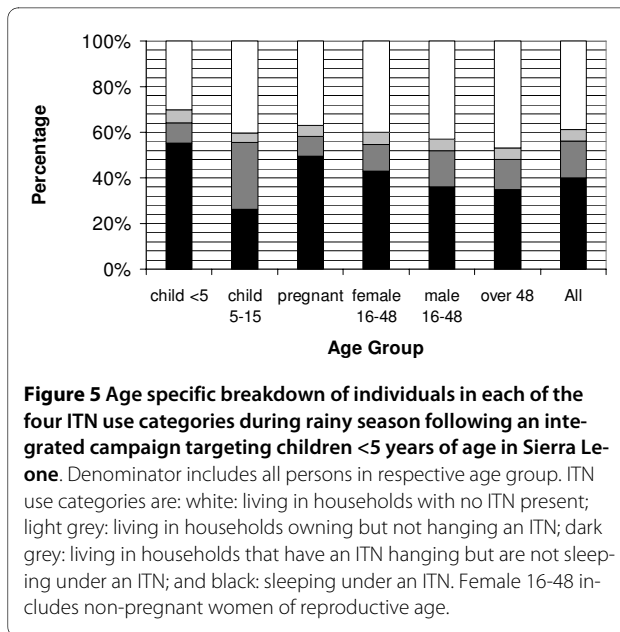 100%
80%
60%
40%
20%
0%
Percentage
child <5
child 5-15
pregnant
female 16-48
male 16-48
over 48
All
Age Group
Figure 5 Age specific breakdown of individuals in each of the
four ITN use categories during rainy season following an inte-
grated campaign targeting children <5 years of age in Sierra Le-
one. Denominator includes all persons in respective age group. ITN
use categories are: white: living in households with no ITN present;
light grey: living in households owning but not hanging an ITN; dark
grey: living in households that have an ITN hanging but are not sleep-
ing under an ITN; and black: sleeping under an ITN. Female 16-48 in-
cludes non-pregnant women of reproductive age.